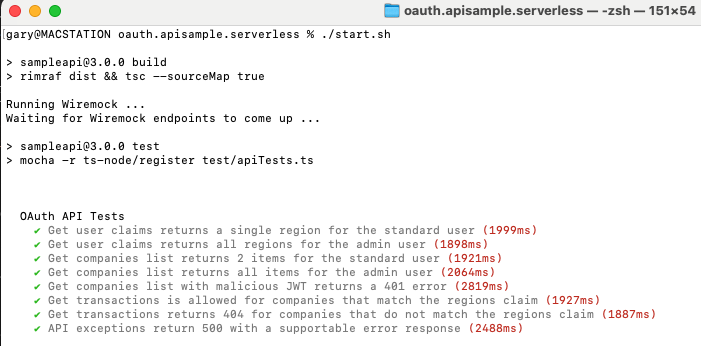 oauth.apisample.serverless — -zsh — 151×54
[gary@MACSTATION oauth.apisample.serverless % ./start.sh
> sampleapi@3.0.0 build
> rimraf dist && tsc --sourceMap true
Running Wiremock ...
Waiting for Wiremock endpoints to come up ...
> sampleapi@3.0.0 test
> mocha -r ts-node/register test/apiTests.ts
OAuth API Tests
✔ Get user claims returns a single region for the standard user (1999ms)
✔ Get user claims returns all regions for the admin user (1898ms)
✔ Get companies list returns 2 items for the standard user (1921ms)
✔ Get companies list returns all items for the admin user (2064ms)
✔ Get companies list with malicious JWT returns a 401 error (2819ms)
✔ Get transactions is allowed for companies that match the regions claim (1927ms)
✔ Get transactions returns 404 for companies that do not match the regions claim (1887ms)
✔ API exceptions return 500 with a supportable error response (2488ms)